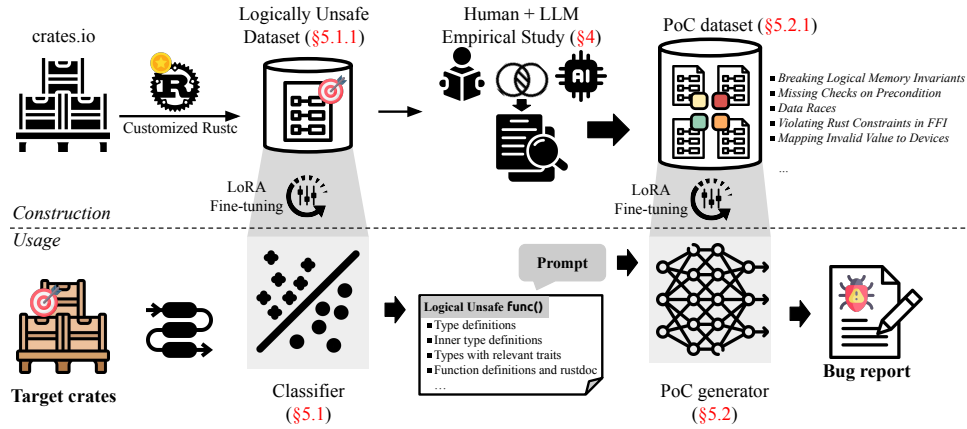 crates.io
Customized Rustc
Logically Unsafe
Dataset (§5.1.1)
Human + LLM
Empirical Study (§4)
AI
PoC dataset (§5.2.1)
Breaking Logical Memory Invariants
Missing Checks on Precondition
Data Races
Violating Rust Constraints in FFI
Mapping Invalid Value to Devices
...
LoRA
Fine-tuning
LoRA
Fine-tuning
Construction
Usage
Target crates
Classifier
(§5.1)
Prompt
Logical Unsafe func()
Type definitions
Inner type definitions
Types with relevant traits
Function definitions and rustdoc
...
PoC generator
(§5.2)
Bug report